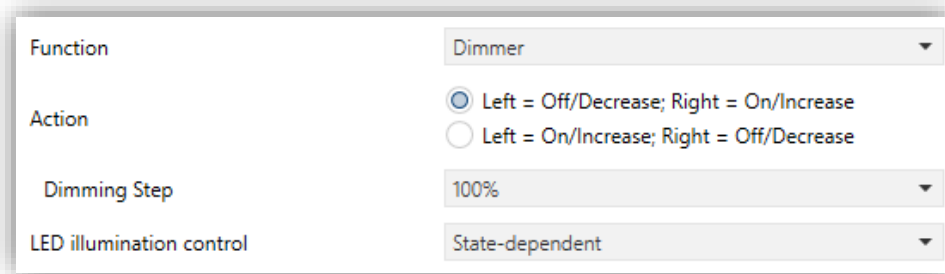 Function Dimmer
Action
Left = Off/Decrease; Right = On/Increase
Left = On/Increase; Right = Off/Decrease
Dimming Step 100%
LED illumination control State-dependent